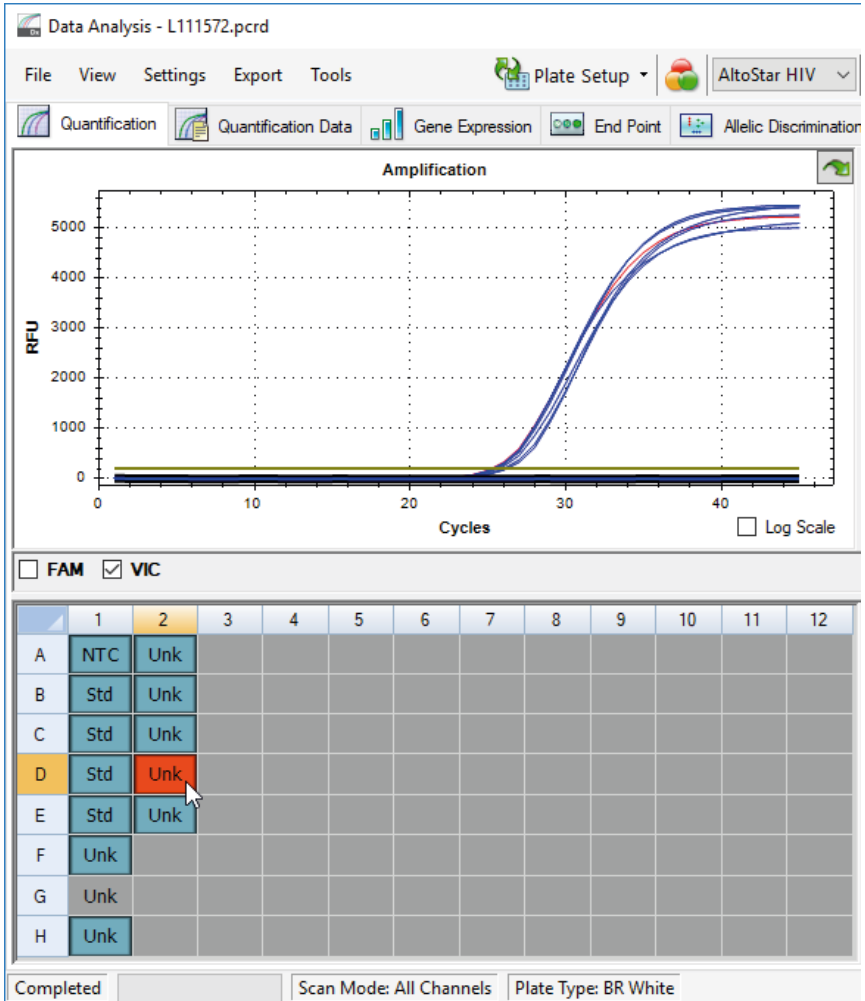 Data Analysis - L111572.pcrd
File View Settings Export Tools Plate Setup AltoStar HIV
Quantification Quantification Data Gene Expression End Point Allelic Discrimination
Amplification
5000
4000
3000
2000
1000
0
RFU
0 10 20 30 40
Cycles
Log Scale
FAM VIC
1 2 3 4 5 6 7 8 9 10 11 12
A NTC Unk
B Std Unk
C Std Unk
D Std Unk
E Std Unk
F Unk
G Unk
H Unk
Completed Scan Mode: All Channels Plate Type: BR White